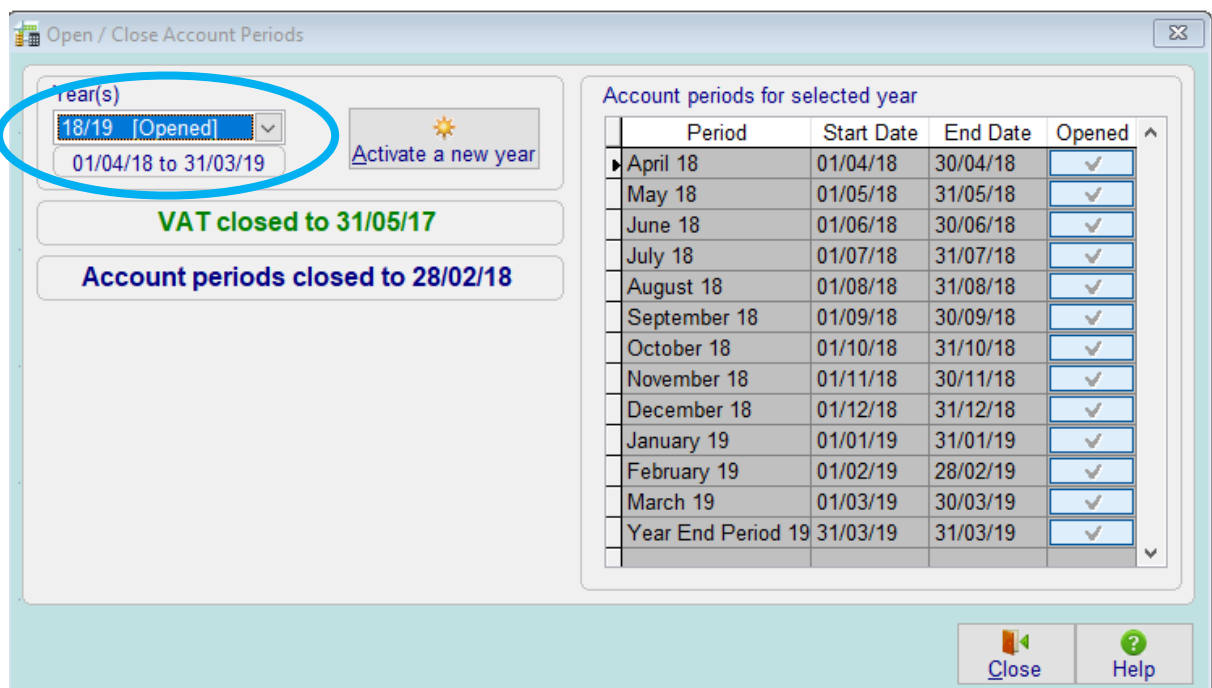 Open / Close Account Periods
Year(s)
18/19 [Opened]
01/04/18 to 31/03/19
Activate a new year
VAT closed to 31/05/17
Account periods closed to 28/02/18
Account periods for selected year
Period Start Date End Date Opened
April 18 01/04/18 30/04/18
May 18 01/05/18 31/05/18
June 18 01/06/18 30/06/18
July 18 01/07/18 31/07/18
August 18 01/08/18 31/08/18
September 18 01/09/18 30/09/18
October 18 01/10/18 31/10/18
November 18 01/11/18 30/11/18
December 18 01/12/18 31/12/18
January 19 01/01/19 31/01/19
February 19 01/02/19 28/02/19
March 19 01/03/19 30/03/19
Year End Period 19 31/03/19 31/03/19
Close
Help